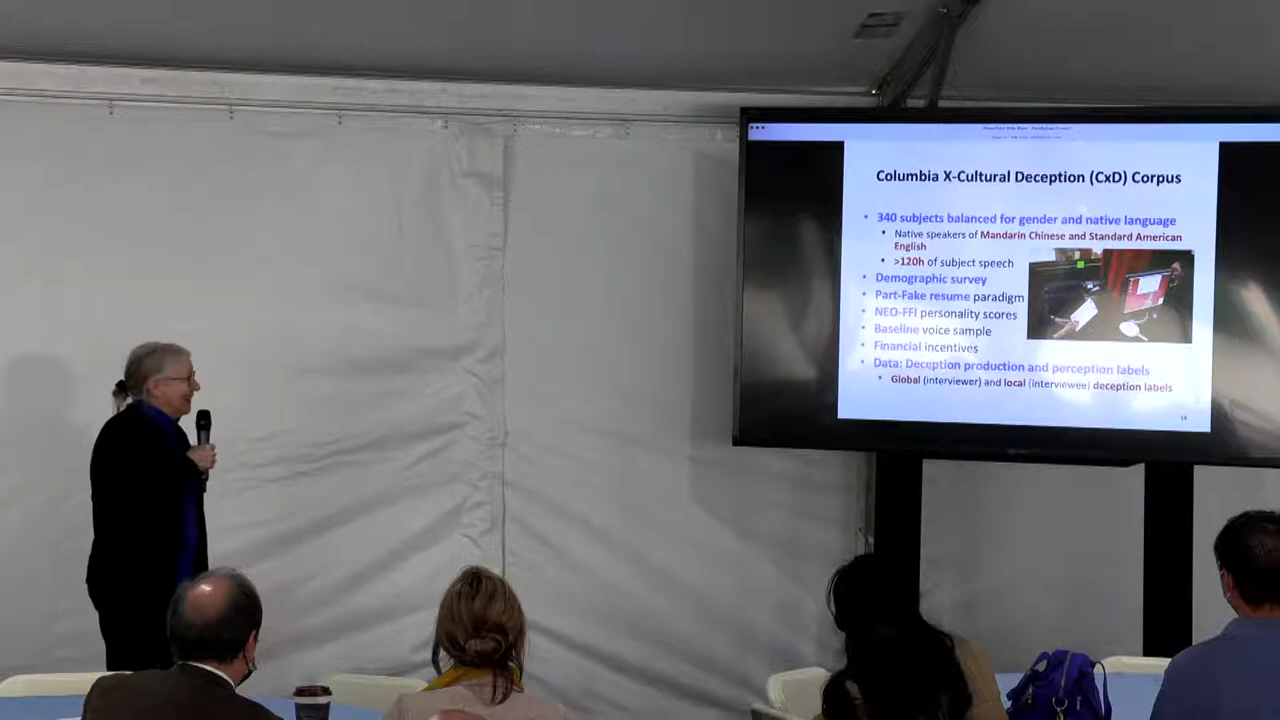 Columbia X-Cultural Deception (CxD) Corpus
• 340 subjects balanced for gender and native language
• Native speakers of Mandarin Chinese and Standard American
English
• >120h of subject speech
• Demographic survey
• Part-Fake resume paradigm
• NEO-FFI personality scores
• Baseline voice sample
• Financial incentives
• Data: Deception production and perception labels
• Global (interviewer) and local (interviewee) deception labels
14